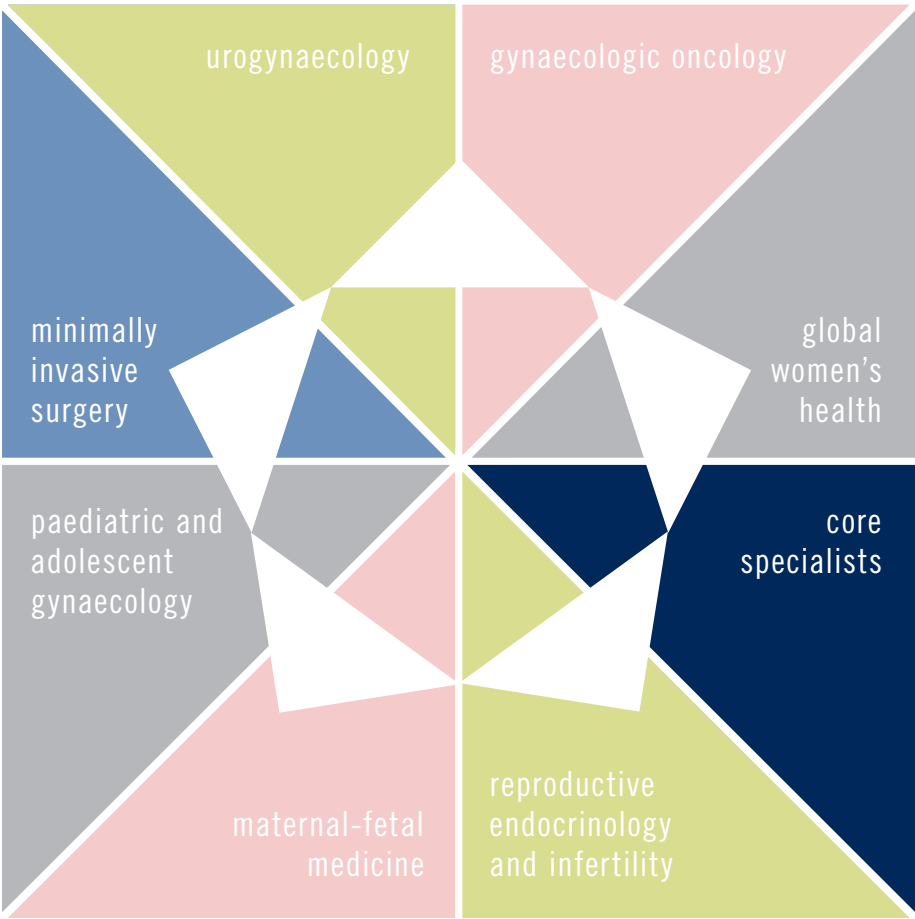 urogynaecology
gynaecologic oncology
minimally
invasive
surgery
global
women's
health
paediatric and
adolescent
gynaecology
core
specialists
maternal-fetal
medicine
reproductive
endocrinology
and infertility